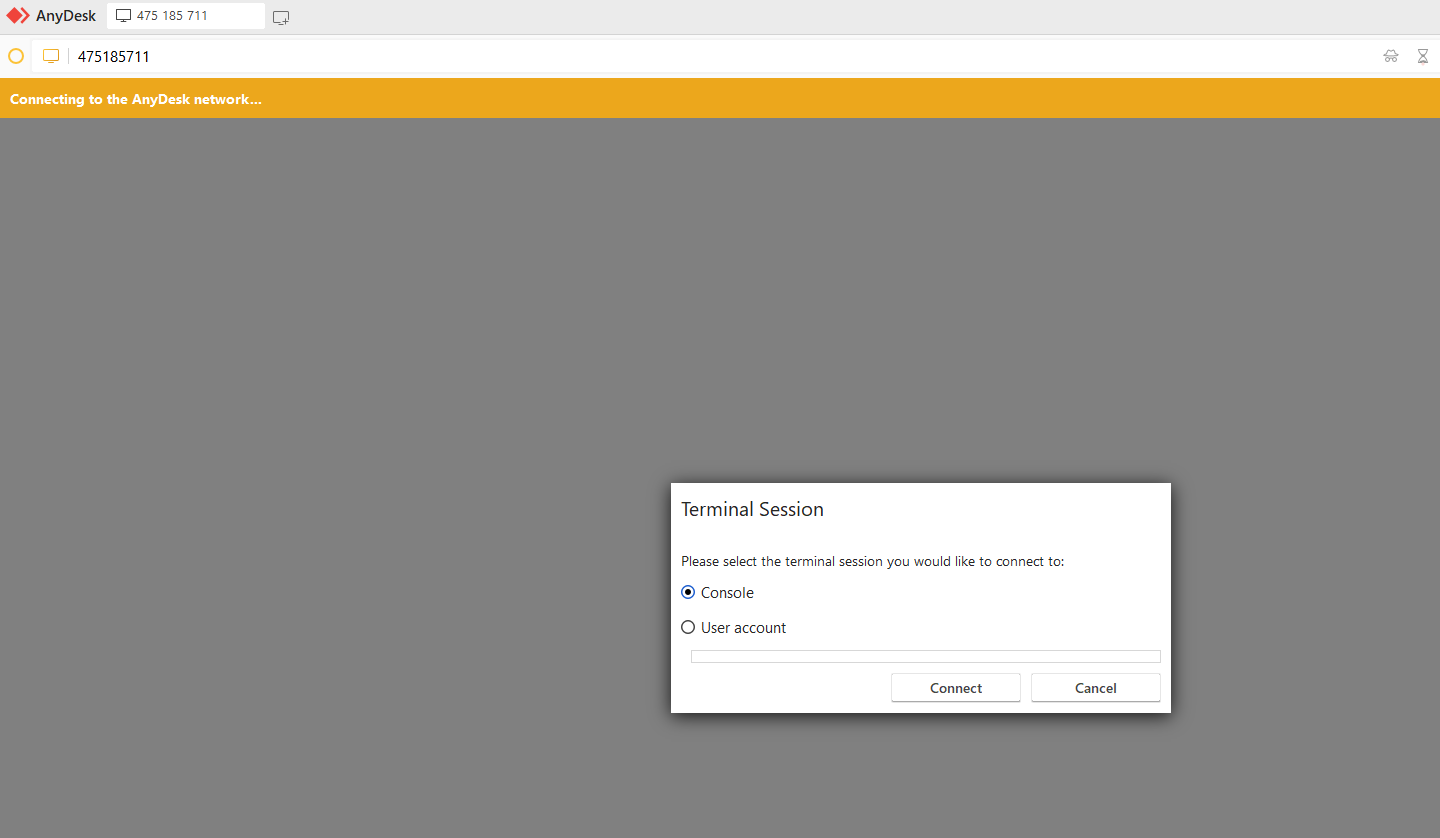 AnyDesk 475 185 711
475185711
Connecting to the AnyDesk network...
Terminal Session
Please select the terminal session you would like to connect to:
Console
User account
Connect Cancel